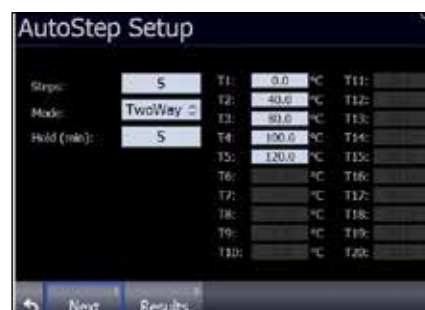 AutoStep Setup
Steps: 5
Mode: TwoWay
Hold (min): 5
T1: 0.0 °C
T2: 40.0 °C
T3: 80.0 °C
T4: 100.0 °C
T5: 120.0 °C
T6: °C
T7: °C
T8: °C
T9: °C
T10: °C
T11:
T12:
T13:
T14:
T15:
T16:
T17:
T18:
T19:
T20:
Next
Results